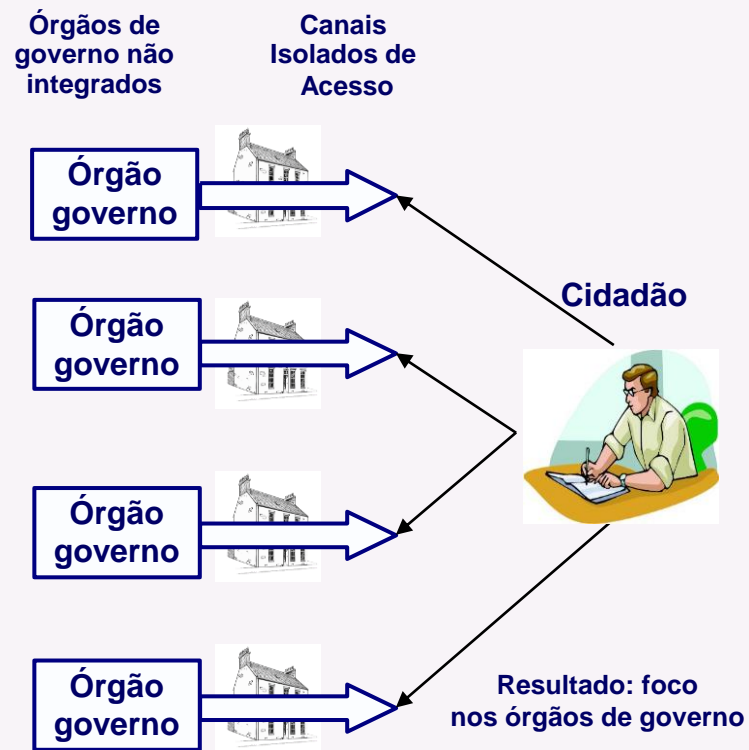 Órgãos de
governo não
integrados
Canais
Isolados de
Acesso
Órgão
governo
Cidadão
Órgão
governo
Órgão
governo
Órgão
governo
Resultado: foco
nos órgãos de governo